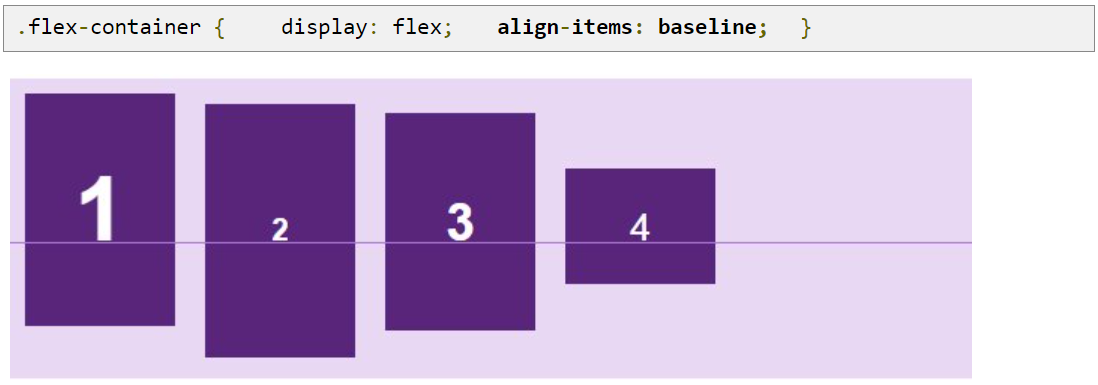 .flex-container {    display: flex;   align-items: baseline;  }
1 2 3 4